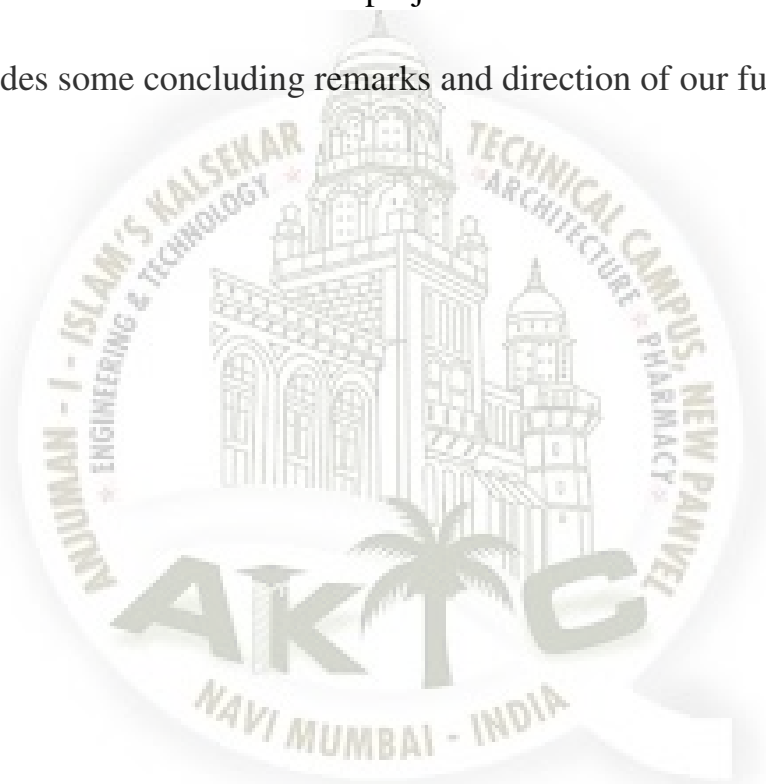 des some concluding remarks and direction of our fu
ANJUMAN - I - ISLAM'S KALSEKAR TECHNICAL CAMPUS, NEW PANVEL
ENGINEERING & TECHNOLOGY * ARCHITECTURE * PHARMACY *
AKTC
NAVI MUMBAI - INDIA